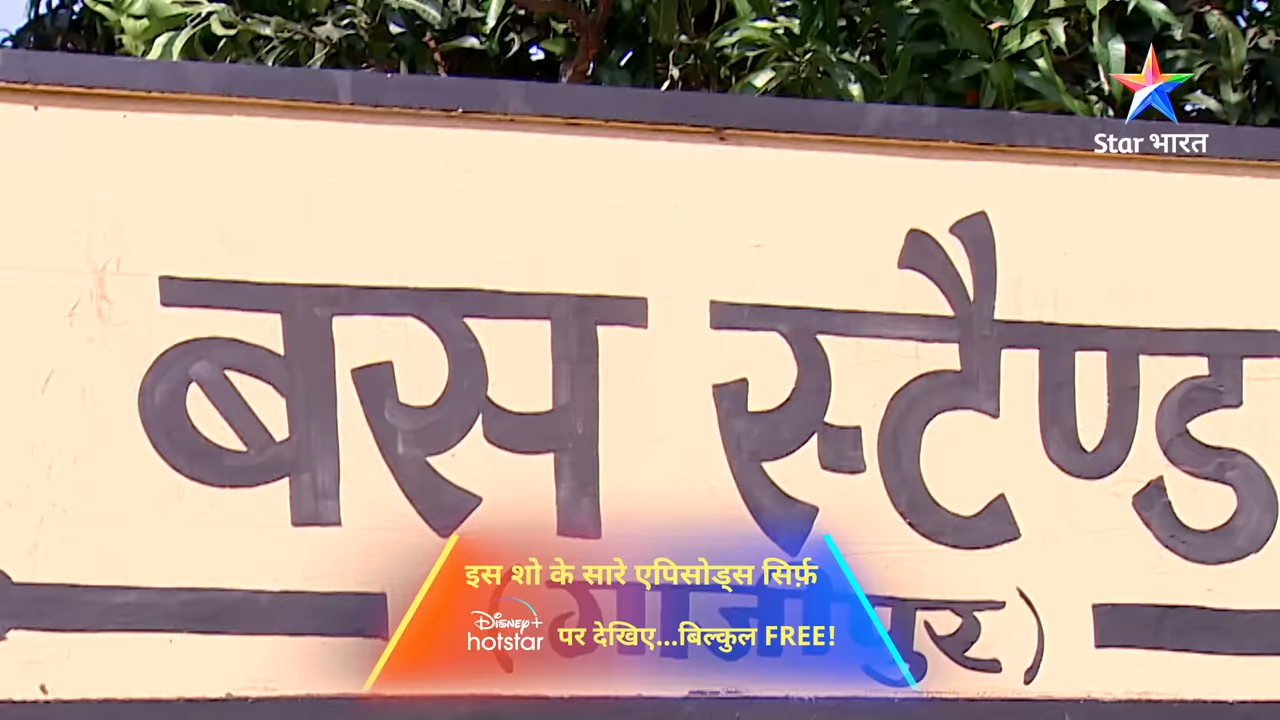 Star भारत
बस स्टैण्ड
इस शो के सारे एपिसोड्स सिर्फ़
Disney+ hotstar पर देखिए...बिल्कुल FREE!